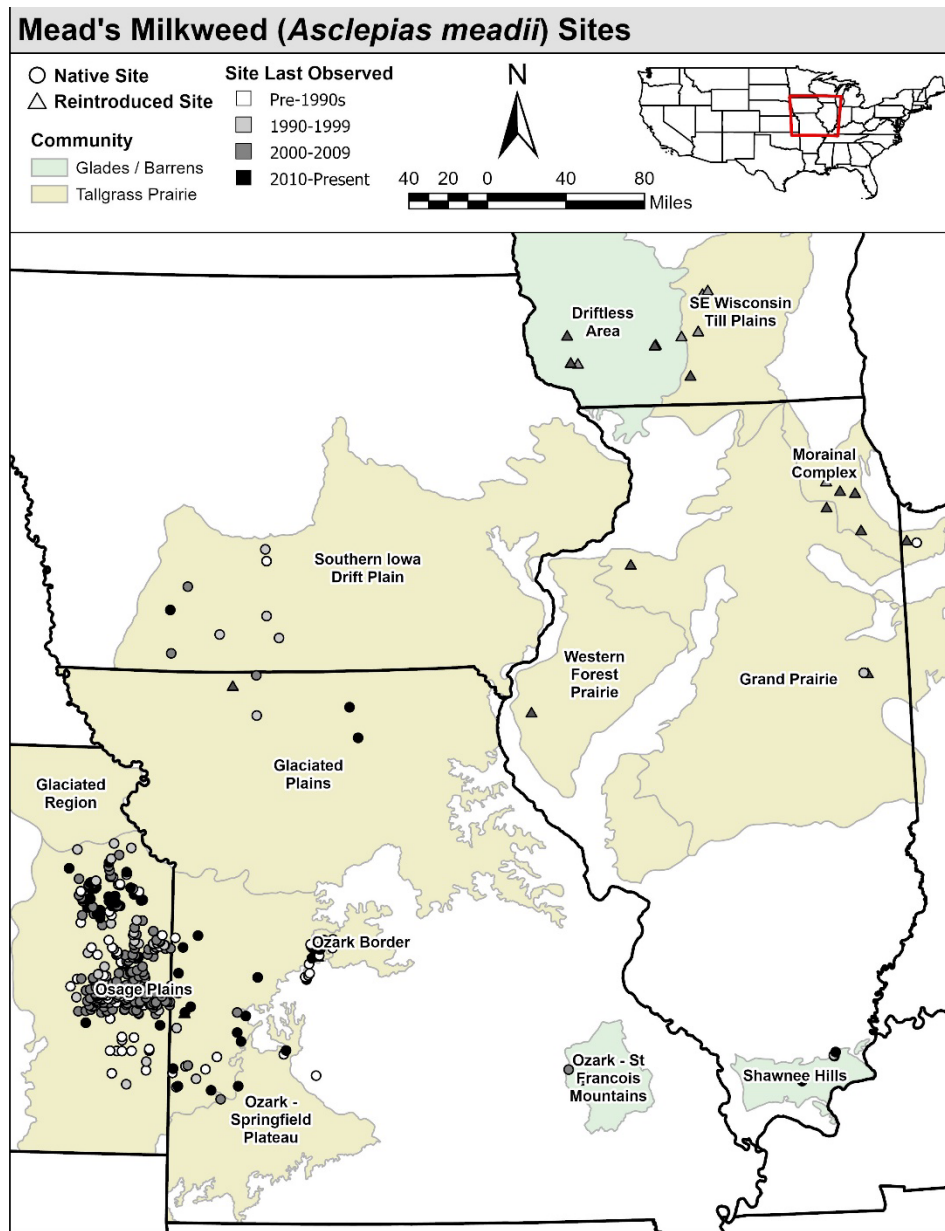 Mead's Milkweed (Asclepias meadii) Sites
Native Site
Reintroduced Site
Community
Glades / Barrens
Tallgrass Prairie
Site Last Observed
Pre-1990s
1990-1999
2000-2009
2010-Present
N
40 20 0 40 80
Miles
Driftless
Area
SE Wisconsin
Till Plains
Morainal
Complex
Southern Iowa
Drift Plain
Western
Forest
Prairie
Grand Prairie
Glaciated
Plains
Glaciated
Region
Ozark Border
Osage Plains
Ozark - St
Francois
Mountains
Shawnee Hills
Ozark -
Springfield
Plateau